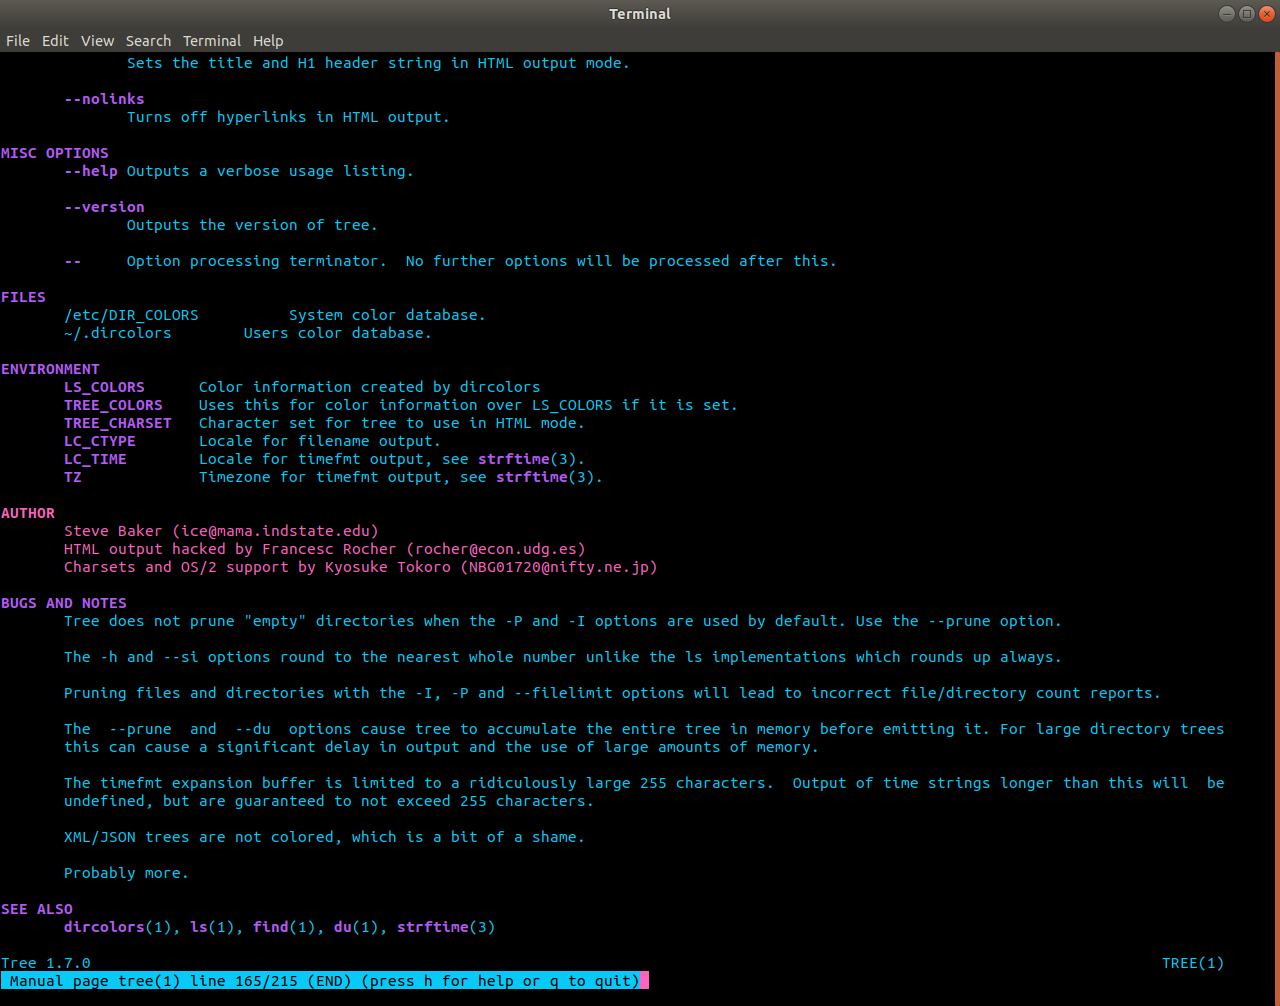 Terminal
File Edit View Search Terminal Help
Sets the title and H1 header string in HTML output mode.
--nolinks
Turns off hyperlinks in HTML output.
MISC OPTIONS
--help Outputs a verbose usage listing.
--version
Outputs the version of tree.
--     Option processing terminator.  No further options will be processed after this.
FILES
/etc/DIR_COLORS          System color database.
~/.dircolors        Users color database.
ENVIRONMENT
LS_COLORS      Color information created by dircolors
TREE_COLORS    Uses this for color information over LS_COLORS if it is set.
TREE_CHARSET   Character set for tree to use in HTML mode.
LC_CTYPE       Locale for filename output.
LC_TIME        Locale for timefmt output, see strftime(3).
TZ             Timezone for timefmt output, see strftime(3).
AUTHOR
Steve Baker (ice@mama.indstate.edu)
HTML output hacked by Francesc Rocher (rocher@econ.udg.es)
Charsets and OS/2 support by Kyosuke Tokoro (NBG01720@nifty.ne.jp)
BUGS AND NOTES
Tree does not prune "empty" directories when the -P and -I options are used by default. Use the --prune option.
The -h and --si options round to the nearest whole number unlike the ls implementations which rounds up always.
Pruning files and directories with the -I, -P and --filelimit options will lead to incorrect file/directory count reports.
The  --prune  and  --du  options cause tree to accumulate the entire tree in memory before emitting it. For large directory trees
this can cause a significant delay in output and the use of large amounts of memory.
The timefmt expansion buffer is limited to a ridiculously large 255 characters.  Output of time strings longer than this will  be
undefined, but are guaranteed to not exceed 255 characters.
XML/JSON trees are not colored, which is a bit of a shame.
Probably more.
SEE ALSO
dircolors(1), ls(1), find(1), du(1), strftime(3)
Tree 1.7.0 TREE(1)
Manual page tree(1) line 165/215 (END) (press h for help or q to quit)